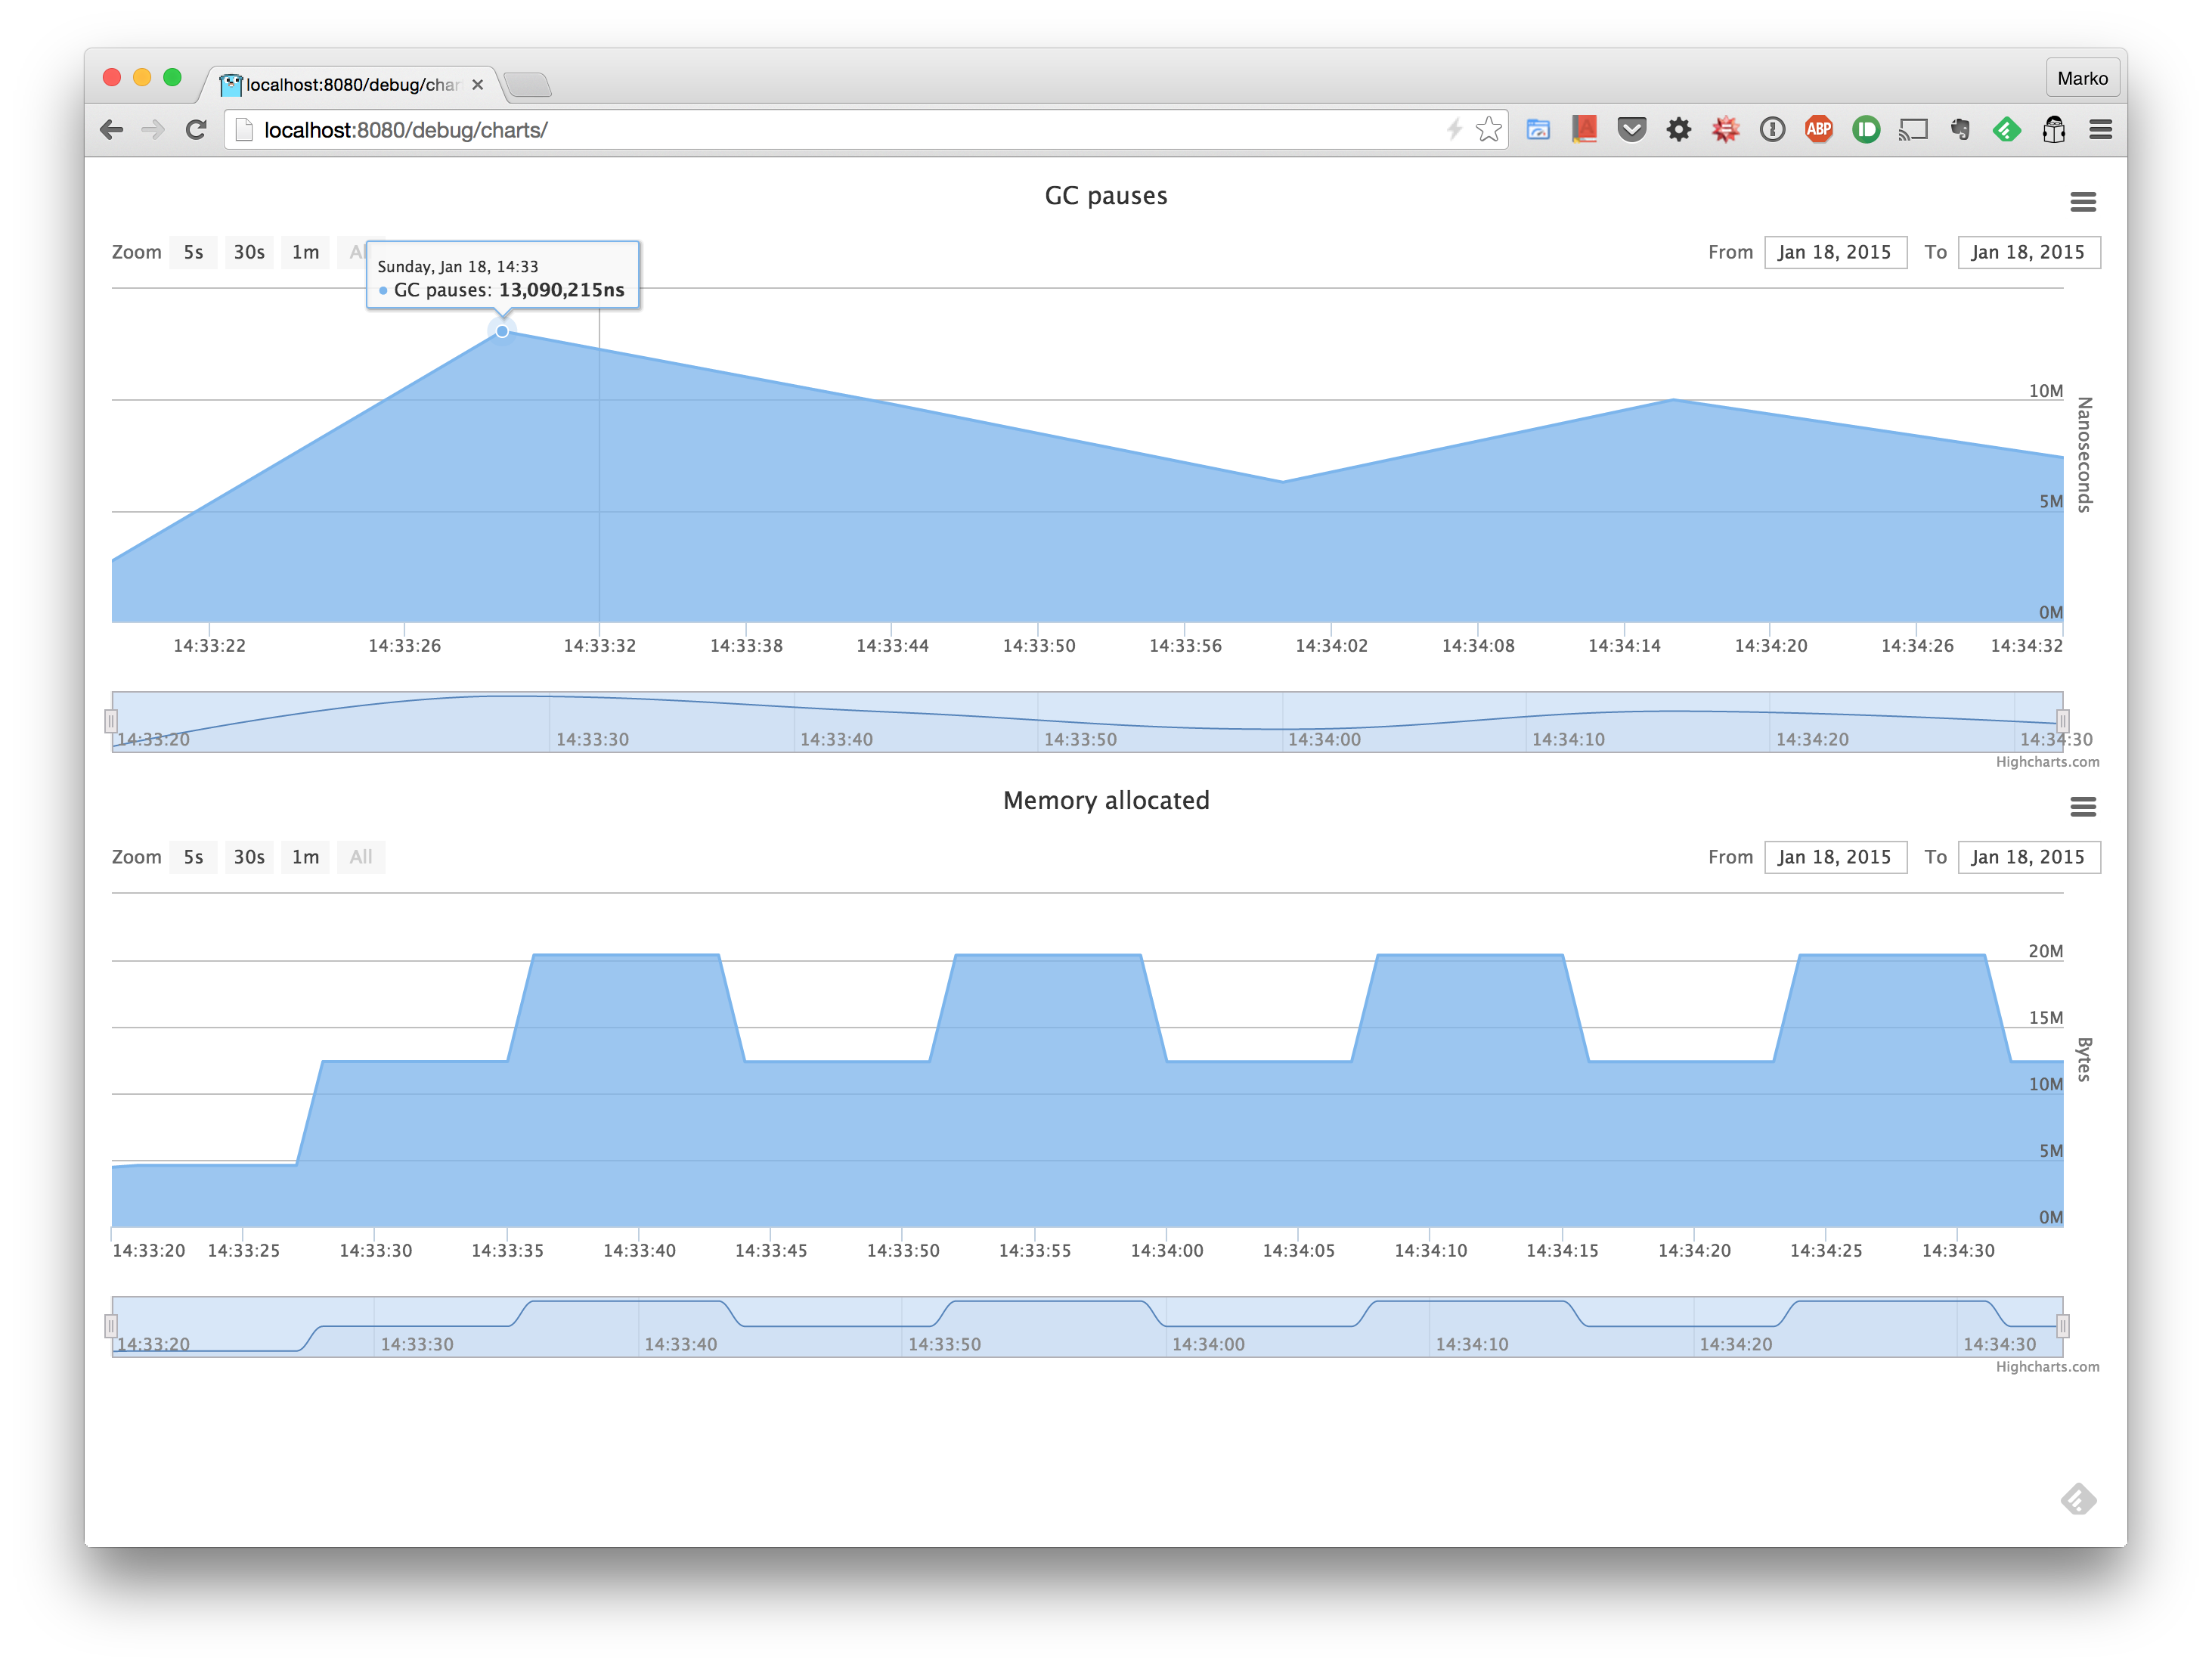 localhost:8080/debug/char
Marko
localhost:8080/debug/charts/
ABP
GC pauses
Zoom 5s 30s 1m
From Jan 18, 2015 To Jan 18, 2015
Sunday, Jan 18, 14:33
GC pauses: 13,090,215ns
10M
5M
0M
Nanoseconds
14:33:22 14:33:26 14:33:32 14:33:38 14:33:44 14:33:50 14:33:56 14:34:02 14:34:08 14:34:14 14:34:20 14:34:26 14:34:32
14:33:20 14:33:30 14:33:40 14:33:50 14:34:00 14:34:10 14:34:20 14:34:30
Highcharts.com
Memory allocated
Zoom 5s 30s 1m All
From Jan 18, 2015 To Jan 18, 2015
20M
15M
10M
5M
0M
Bytes
14:33:20 14:33:25 14:33:30 14:33:35 14:33:40 14:33:45 14:33:50 14:33:55 14:34:00 14:34:05 14:34:10 14:34:15 14:34:20 14:34:25 14:34:30
14:33:20 14:33:30 14:33:40 14:33:50 14:34:00 14:34:10 14:34:20 14:34:30
Highcharts.com